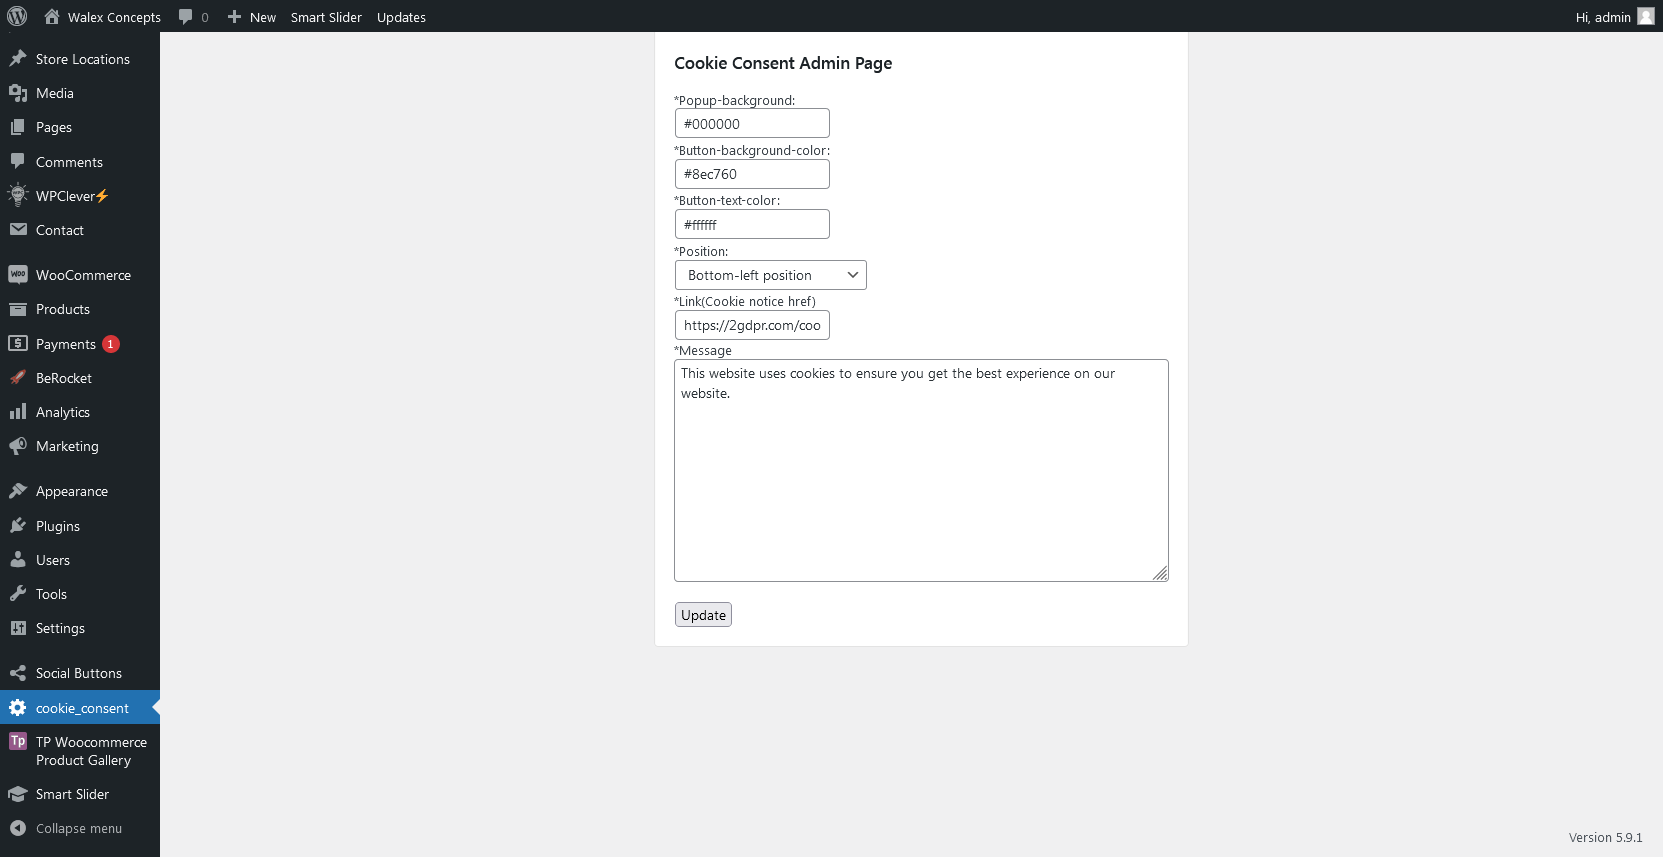 Walex Concepts
0
New
Smart Slider
Updates
Hi, admin
Store Locations
Media
Pages
Comments
WPClever⚡
Contact
woo WooCommerce
Products
Payments 1
BeRocket
Analytics
Marketing
Appearance
Plugins
Users
Tools
Settings
Social Buttons
cookie_consent
Tp TP Woocommerce
Product Gallery
Smart Slider
Collapse menu
Cookie Consent Admin Page
*Popup-background:
#000000
*Button-background-color:
#8ec760
*Button-text-color:
#ffffff
*Position:
Bottom-left position
*Link(Cookie notice href)
https://2gdpr.com/coo
*Message
This website uses cookies to ensure you get the best experience on our
website.
Update
Version 5.9.1